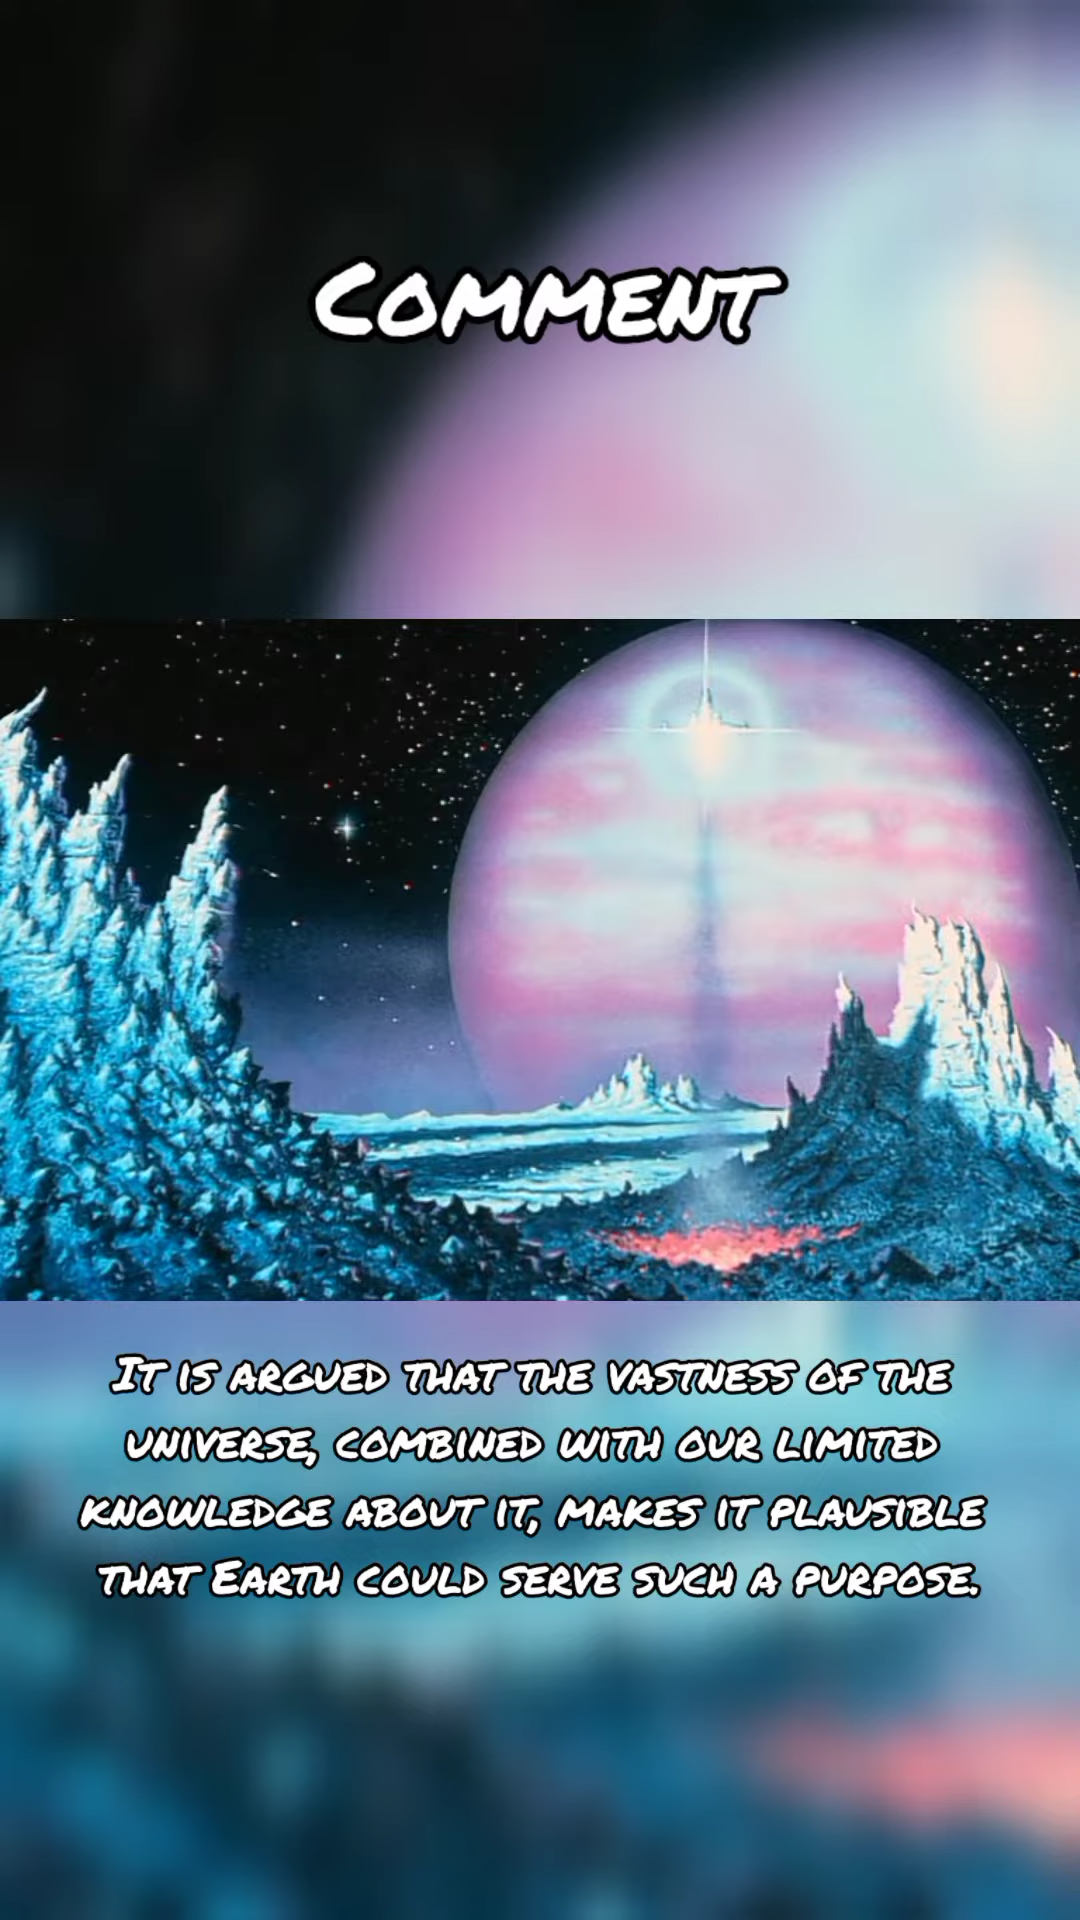 Comment
It is argued that the vastness of the
universe, combined with our limited
knowledge about it, makes it plausible
that Earth could serve such a purpose.